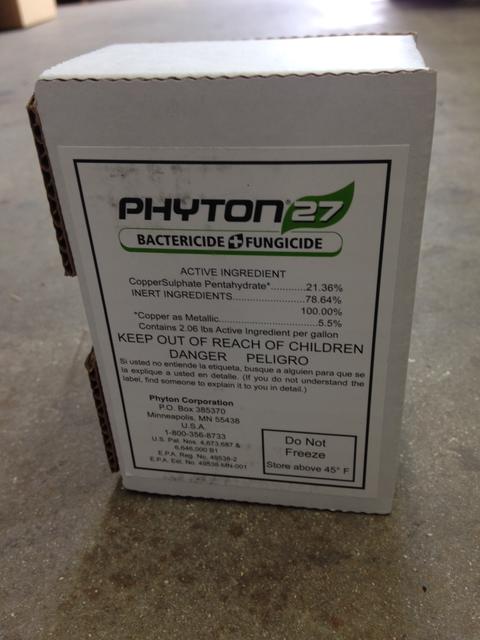 PHYTON® 27
BACTERICIDE + FUNGICIDE
ACTIVE INGREDIENT
CopperSulphate Pentahydrate*............21.36%
INERT INGREDIENTS........................78.64%
100.00%
*Copper as Metallic.........................5.5%
Contains 2.06 lbs Active Ingredient per gallon
KEEP OUT OF REACH OF CHILDREN
DANGER PELIGRO
Si usted no entiende la etiqueta, busque a alguien para que se
la explique a usted en detalle. (If you do not understand the
label, find someone to explain it to you in detail.)
Phyton Corporation
P.O. Box 385370
Minneapolis, MN 55438
U.S.A.
1-800-356-8733
U.S. Pat. Nos. 4,673,687 &
6,646,000 B1
E.P.A. Reg. No. 49538-2
E.P.A. Est. No. 49538-MN-001
Do Not
Freeze
Store above 45° F